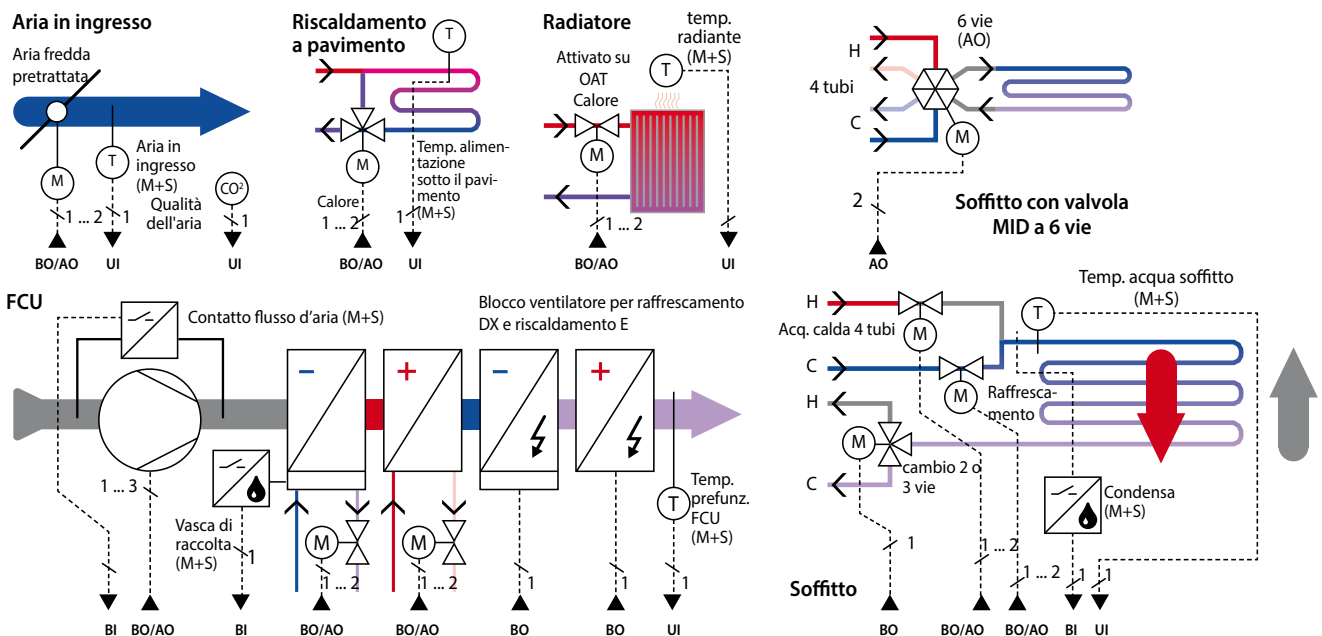 Aria in ingresso
Aria fredda
pretrattata
M
T
Aria in
ingresso
(M+S)
Qualità
dell'aria
CO²
1 ... 2
1
1
BO/AO
UI
UI
Riscaldamento
a pavimento
T
M
Temp. alimen-
tazione
sotto il pavi-
mento
(M+S)
Calore
1 ... 2
1
BO/AO
UI
Radiatore
temp.
radiante
(M+S)
Attivato su
OAT
Calore
T
M
1 ... 2
BO/AO
UI
6 vie
(AO)
H
4 tubi
C
M
2
AO
Soffitto con valvola
MID a 6 vie
FCU
Contatto flusso d'aria (M+S)
Blocco ventilatore per raffrescamento
DX e riscaldamento E
−
+
−
+
1 ... 3
Vasca di
raccolta
(M+S)
1
M
1 ... 2
M
1 ... 2
1
1
T
Temp.
prefunz.
FCU
(M+S)
1
BI
BO/AO
BI
BO/AO
BO/AO
BO
BO
UI
Temp. acqua soffitto
(M+S)
H
Acq. calda 4 tubi
M
T
C
M
Raffresca-
mento
H
M
cambio 2 o
3 vie
C
Condensa
(M+S)
1
1 ... 2
1 ... 2
1
1
Soffitto
BO
BO/AO
BO/AO
BI
UI